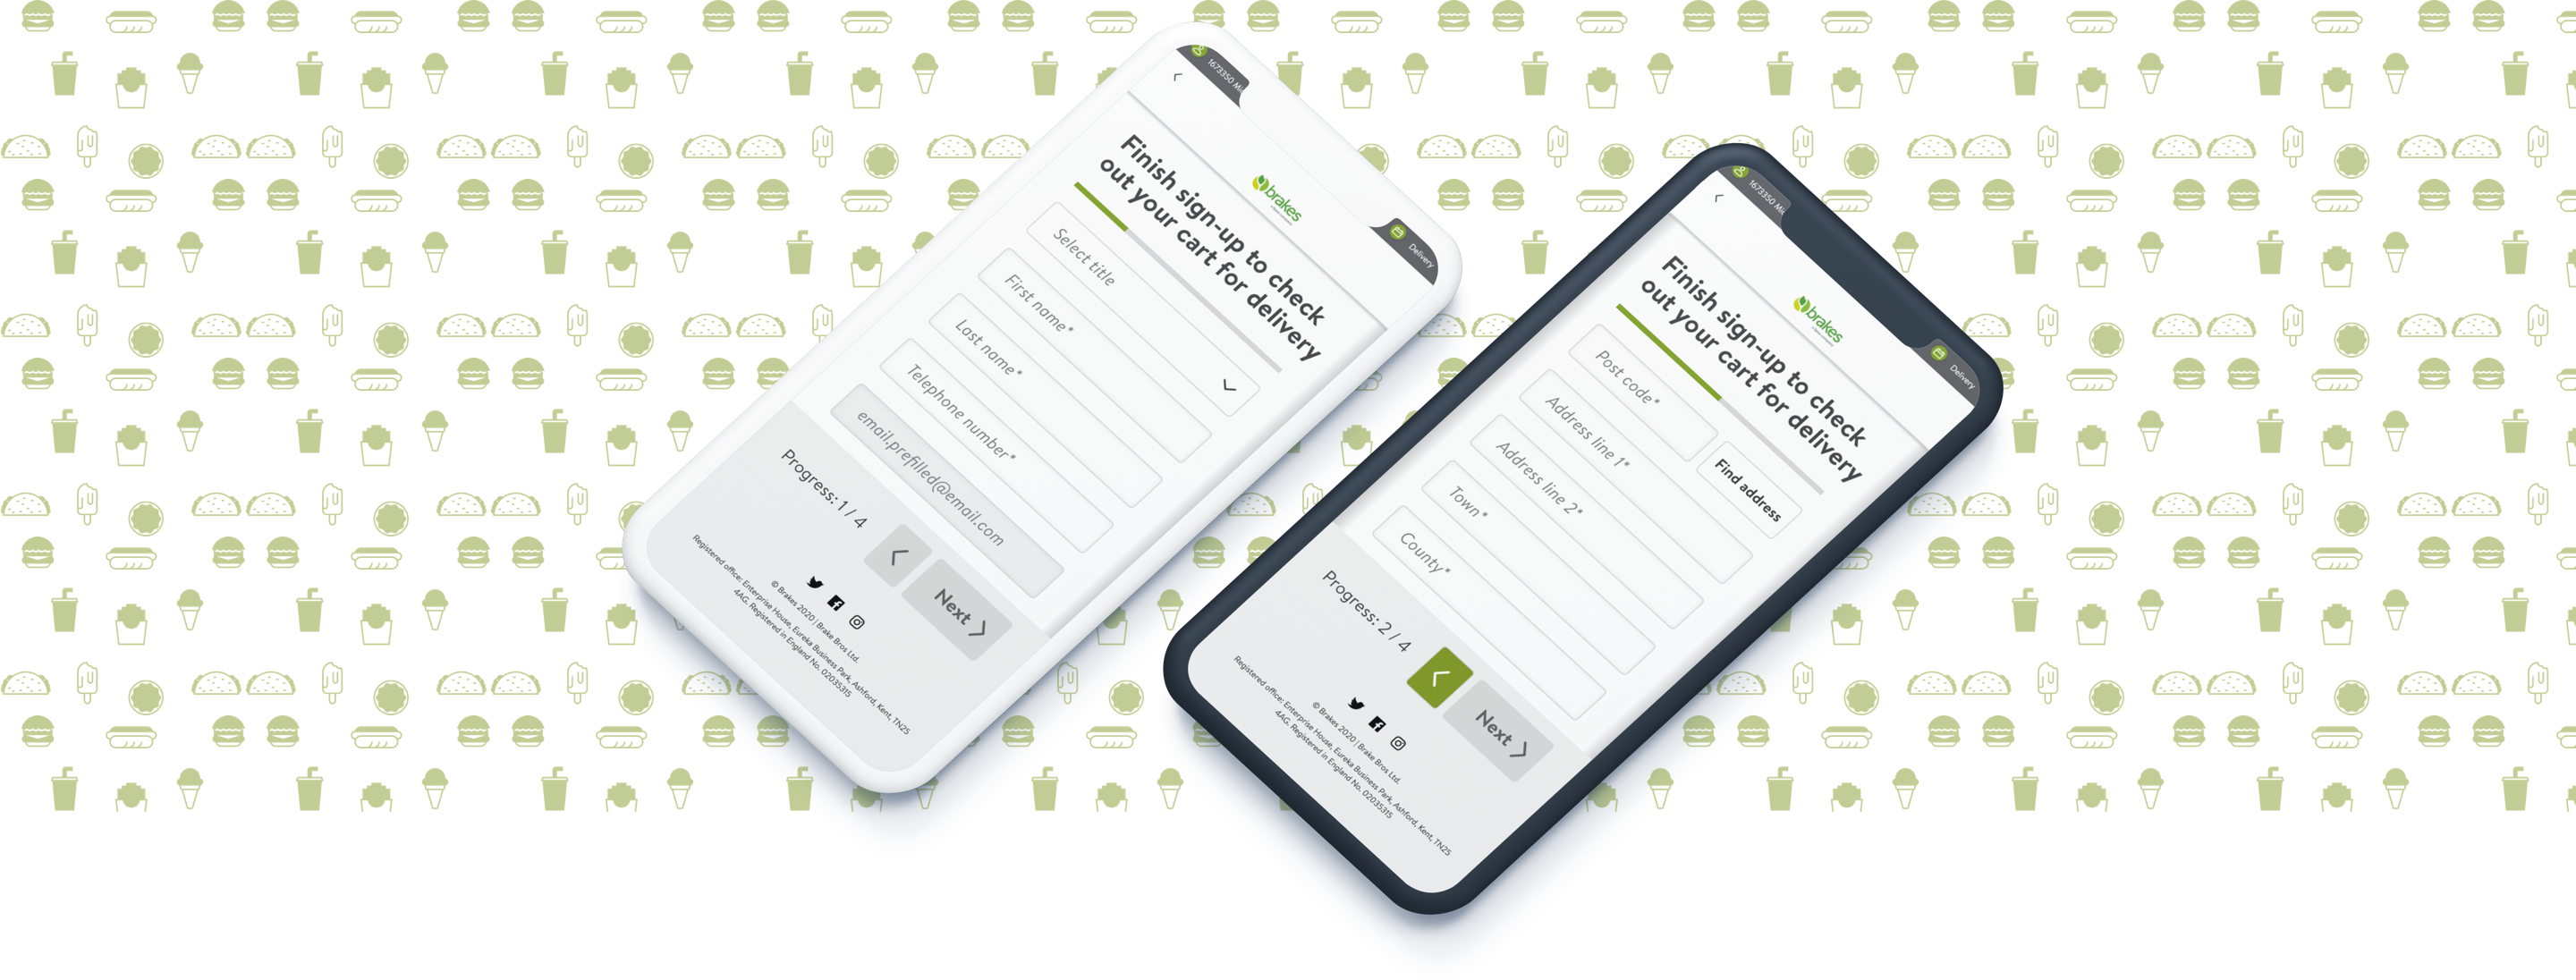 1673350
Delivery
brakes
Finish sign-up to check
out your cart for delivery
Select title
First name*
Last name*
Telephone number*
email.prefilled@email.com
Progress: 1 / 4
Next
© Brakes 2020 | Brake Bros Ltd.
Registered office: Enterprise House, Eureka Business Park, Ashford, Kent, TN25
4AG. Registered in England No. 02035315
1673350
Delivery
brakes
Finish sign-up to check
out your cart for delivery
Post code*
Find address
Address line 1*
Address line 2*
Town*
County*
Progress: 2 / 4
Next
© Brakes 2020 | Brake Bros Ltd.
Registered office: Enterprise House, Eureka Business Park, Ashford, Kent, TN25
4AG. Registered in England No. 02035315